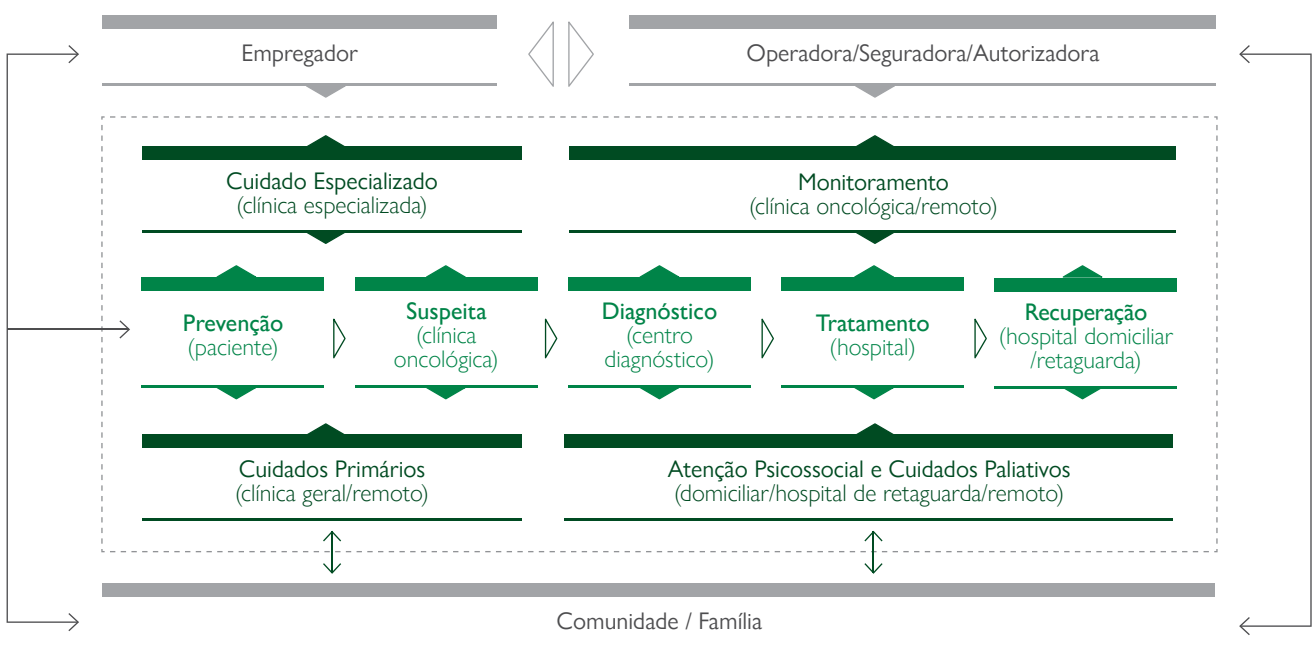 Empregador
Operadora/Seguradora/Autorizadora
Cuidado Especializado
(clínica especializada)
Monitoramento
(clínica oncológica/remoto)
Prevenção
(paciente)
Suspeita
(clínica
oncológica)
Diagnóstico
(centro
diagnóstico)
Tratamento
(hospital)
Recuperação
(hospital domiciliar
/retaguarda)
Cuidados Primários
(clínica geral/remoto)
Atenção Psicossocial e Cuidados Paliativos
(domiciliar/hospital de retaguarda/remoto)
Comunidade / Família